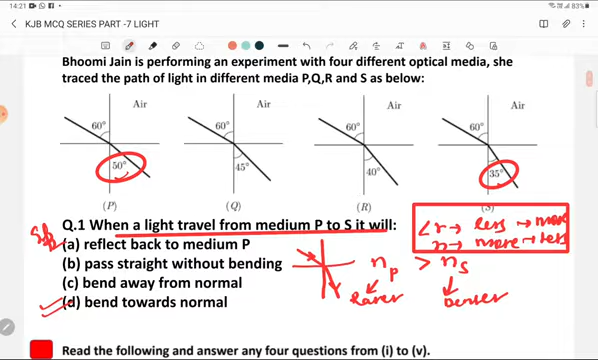 14:21
83%
KJB MCQ SERIES PART -7 LIGHT
Bhoomi Jain is performing an experiment with four different optical media, she
traced the path of light in different media P,Q,R and S as below:
Air Air Air Air
60° 60° 60° 60°
50° 45° 40° 35°
(P) (Q) (R) (S)
Q.1 When a light travel from medium P to S it will:
(a) reflect back to medium P
(b) pass straight without bending
(c) bend away from normal
(d) bend towards normal
∠r → less → more
n → more → less
n_P > n_S
Rarer Denser
Read the following and answer any four questions from (i) to (v).